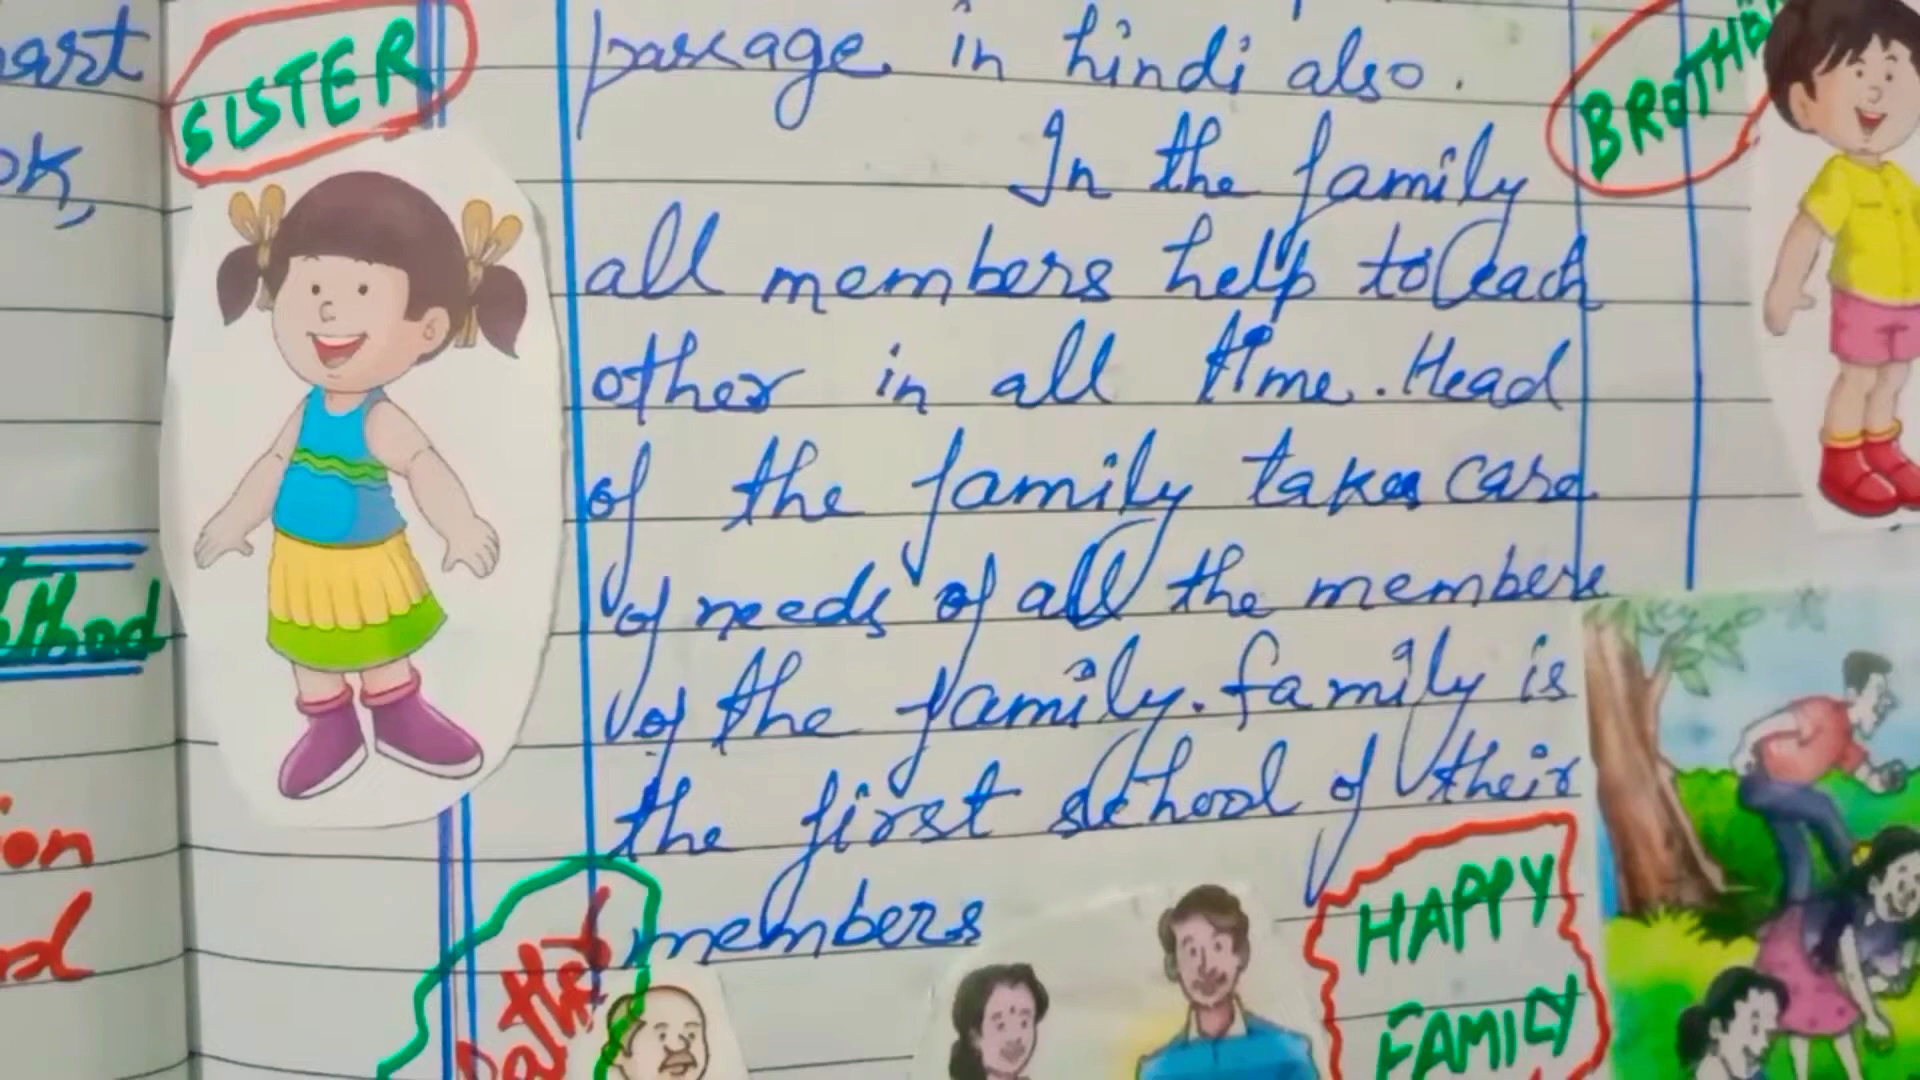 SISTER
passage in hindi also.
BROTHE
In the family
all members help to each
other in all time. Head
of the family takes care
of needs of all the members
of the family. family is
the first school of their
members
HAPPY
FAMILY